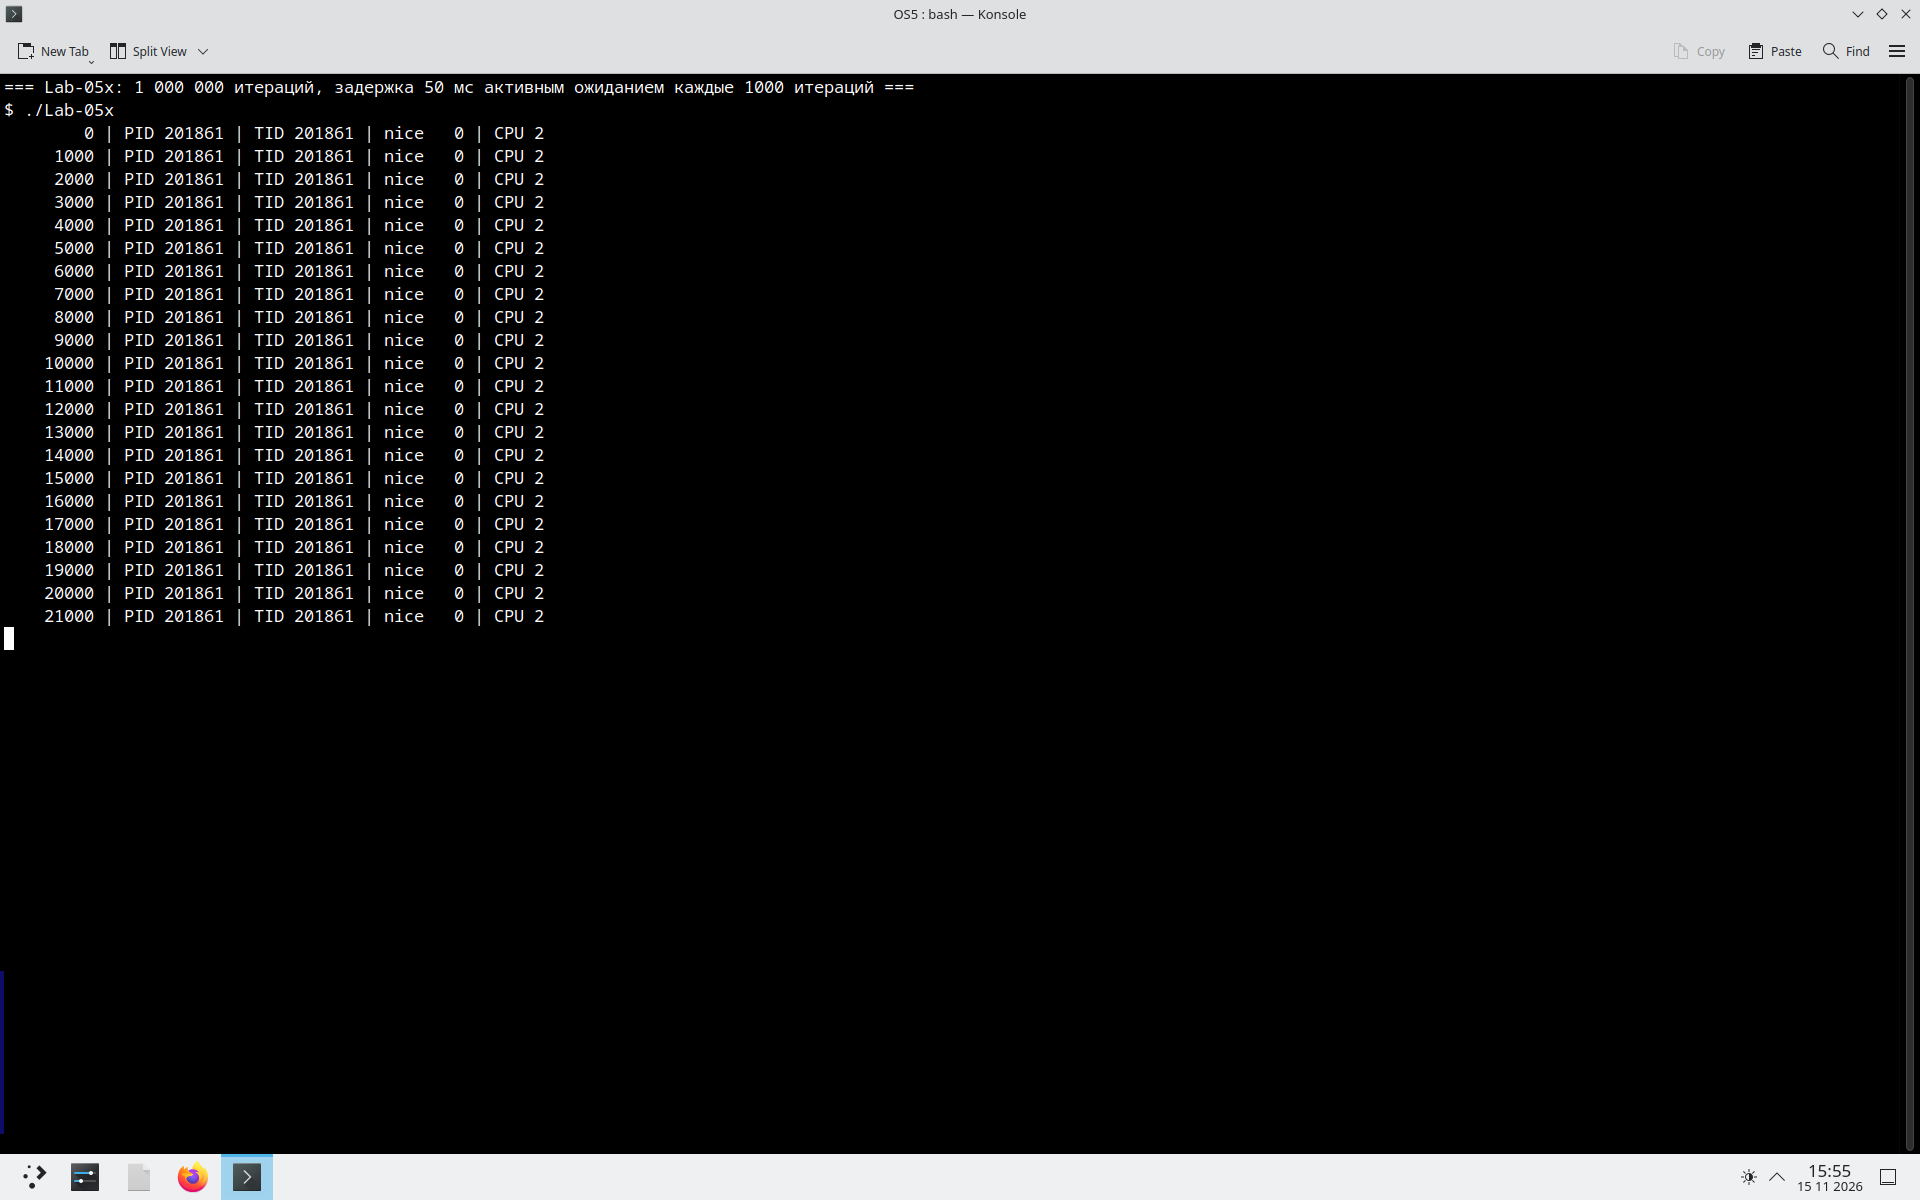 OS5 : bash — Konsole
New Tab
Split View
Copy
Paste
Find
=== Lab-05x: 1 000 000 итераций, задержка 50 мс активным ожиданием каждые 1000 итераций ===
$ ./Lab-05x
0 | PID 201861 | TID 201861 | nice   0 | CPU 2
1000 | PID 201861 | TID 201861 | nice   0 | CPU 2
2000 | PID 201861 | TID 201861 | nice   0 | CPU 2
3000 | PID 201861 | TID 201861 | nice   0 | CPU 2
4000 | PID 201861 | TID 201861 | nice   0 | CPU 2
5000 | PID 201861 | TID 201861 | nice   0 | CPU 2
6000 | PID 201861 | TID 201861 | nice   0 | CPU 2
7000 | PID 201861 | TID 201861 | nice   0 | CPU 2
8000 | PID 201861 | TID 201861 | nice   0 | CPU 2
9000 | PID 201861 | TID 201861 | nice   0 | CPU 2
10000 | PID 201861 | TID 201861 | nice   0 | CPU 2
11000 | PID 201861 | TID 201861 | nice   0 | CPU 2
12000 | PID 201861 | TID 201861 | nice   0 | CPU 2
13000 | PID 201861 | TID 201861 | nice   0 | CPU 2
14000 | PID 201861 | TID 201861 | nice   0 | CPU 2
15000 | PID 201861 | TID 201861 | nice   0 | CPU 2
16000 | PID 201861 | TID 201861 | nice   0 | CPU 2
17000 | PID 201861 | TID 201861 | nice   0 | CPU 2
18000 | PID 201861 | TID 201861 | nice   0 | CPU 2
19000 | PID 201861 | TID 201861 | nice   0 | CPU 2
20000 | PID 201861 | TID 201861 | nice   0 | CPU 2
21000 | PID 201861 | TID 201861 | nice   0 | CPU 2
15:55
15 11 2026